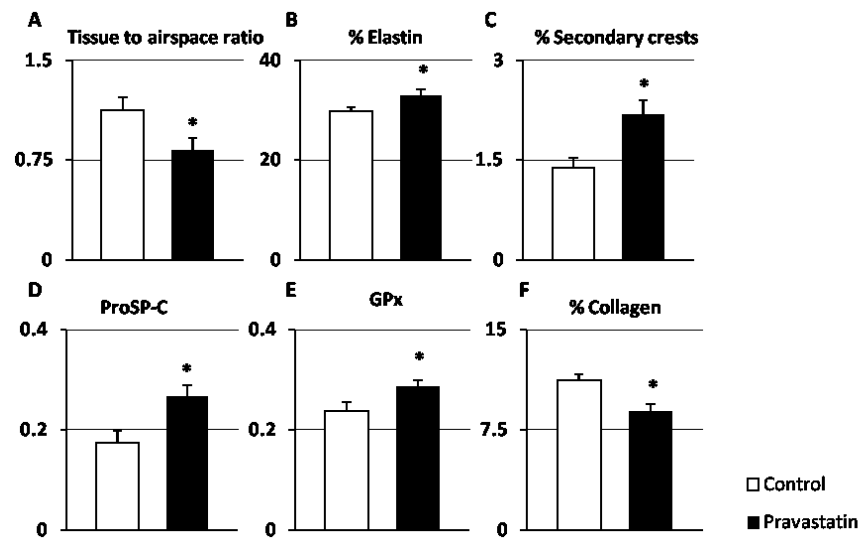 A
Tissue to airspace ratio
1.5
0.75
0
*
B
% Elastin
40
20
0
*
C
% Secondary crests
3
1.5
0
*
D
ProSP-C
0.4
0.2
0
*
E
GPx
0.4
0.2
0
*
F
% Collagen
15
7.5
0
*
Control
Pravastatin